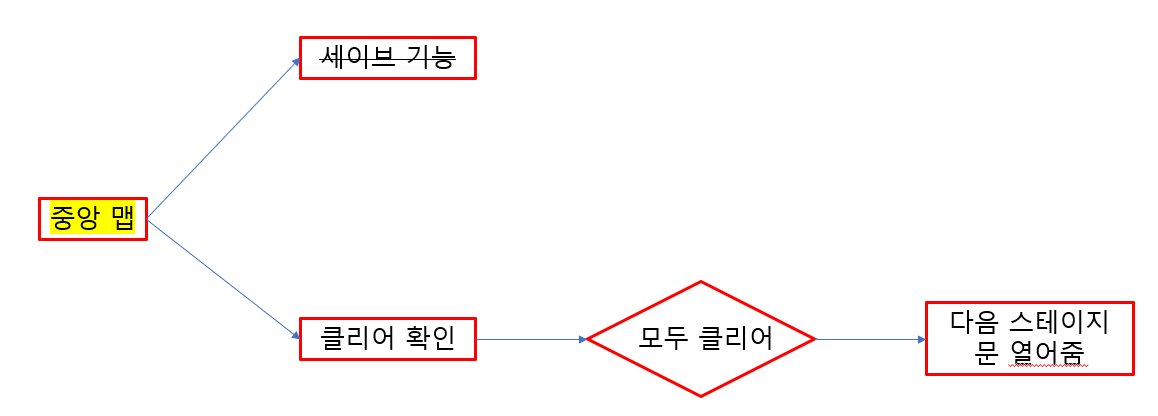 세이브 기능
중앙 맵
클리어 확인
모두 클리어
다음 스테이지
문 열어줌